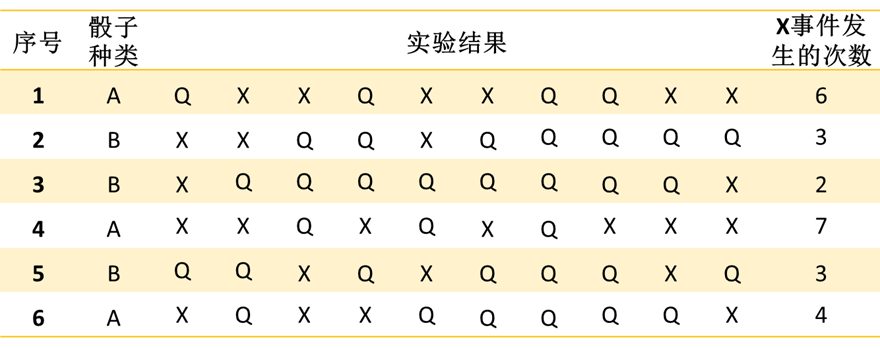 序号 骰子种类 实验结果 X事件发生的次数
1 A Q X X Q X X Q Q X X 6
2 B X X Q Q X Q Q Q Q Q 3
3 B X Q Q Q Q Q Q Q Q X 2
4 A X X Q X Q X Q X X X 7
5 B Q Q X Q X Q Q Q X Q 3
6 A X Q X X Q Q Q Q Q X 4